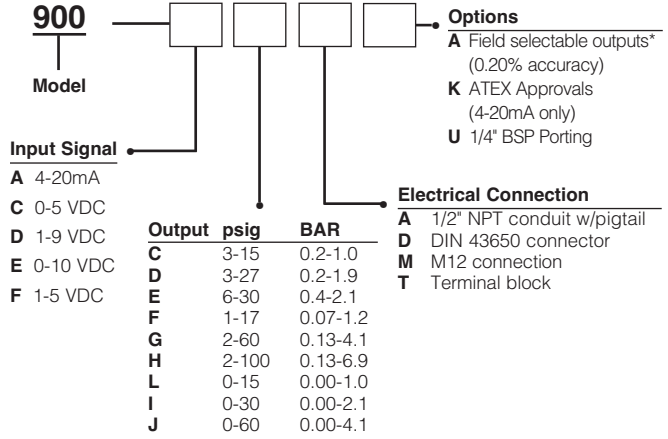 900
Model
Input Signal
A 4-20mA
C 0-5 VDC
D 1-9 VDC
E 0-10 VDC
F 1-5 VDC
Output psig BAR
C 3-15 0.2-1.0
D 3-27 0.2-1.9
E 6-30 0.4-2.1
F 1-17 0.07-1.2
G 2-60 0.13-4.1
H 2-100 0.13-6.9
L 0-15 0.00-1.0
I 0-30 0.00-2.1
J 0-60 0.00-4.1
Options
A Field selectable outputs*
(0.20% accuracy)
K ATEX Approvals
(4-20mA only)
U 1/4" BSP Porting
Electrical Connection
A 1/2" NPT conduit w/pigtail
D DIN 43650 connector
M M12 connection
T Terminal block